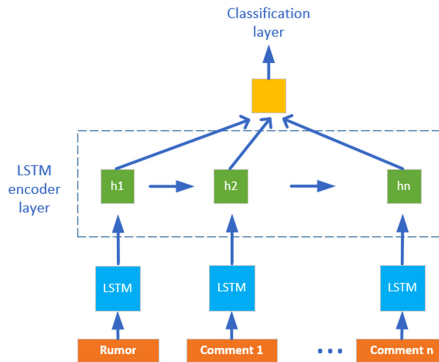 Classification
layer
LSTM
encoder
layer
h1
h2
hn
LSTM
LSTM
LSTM
Rumor
Comment 1
Comment n